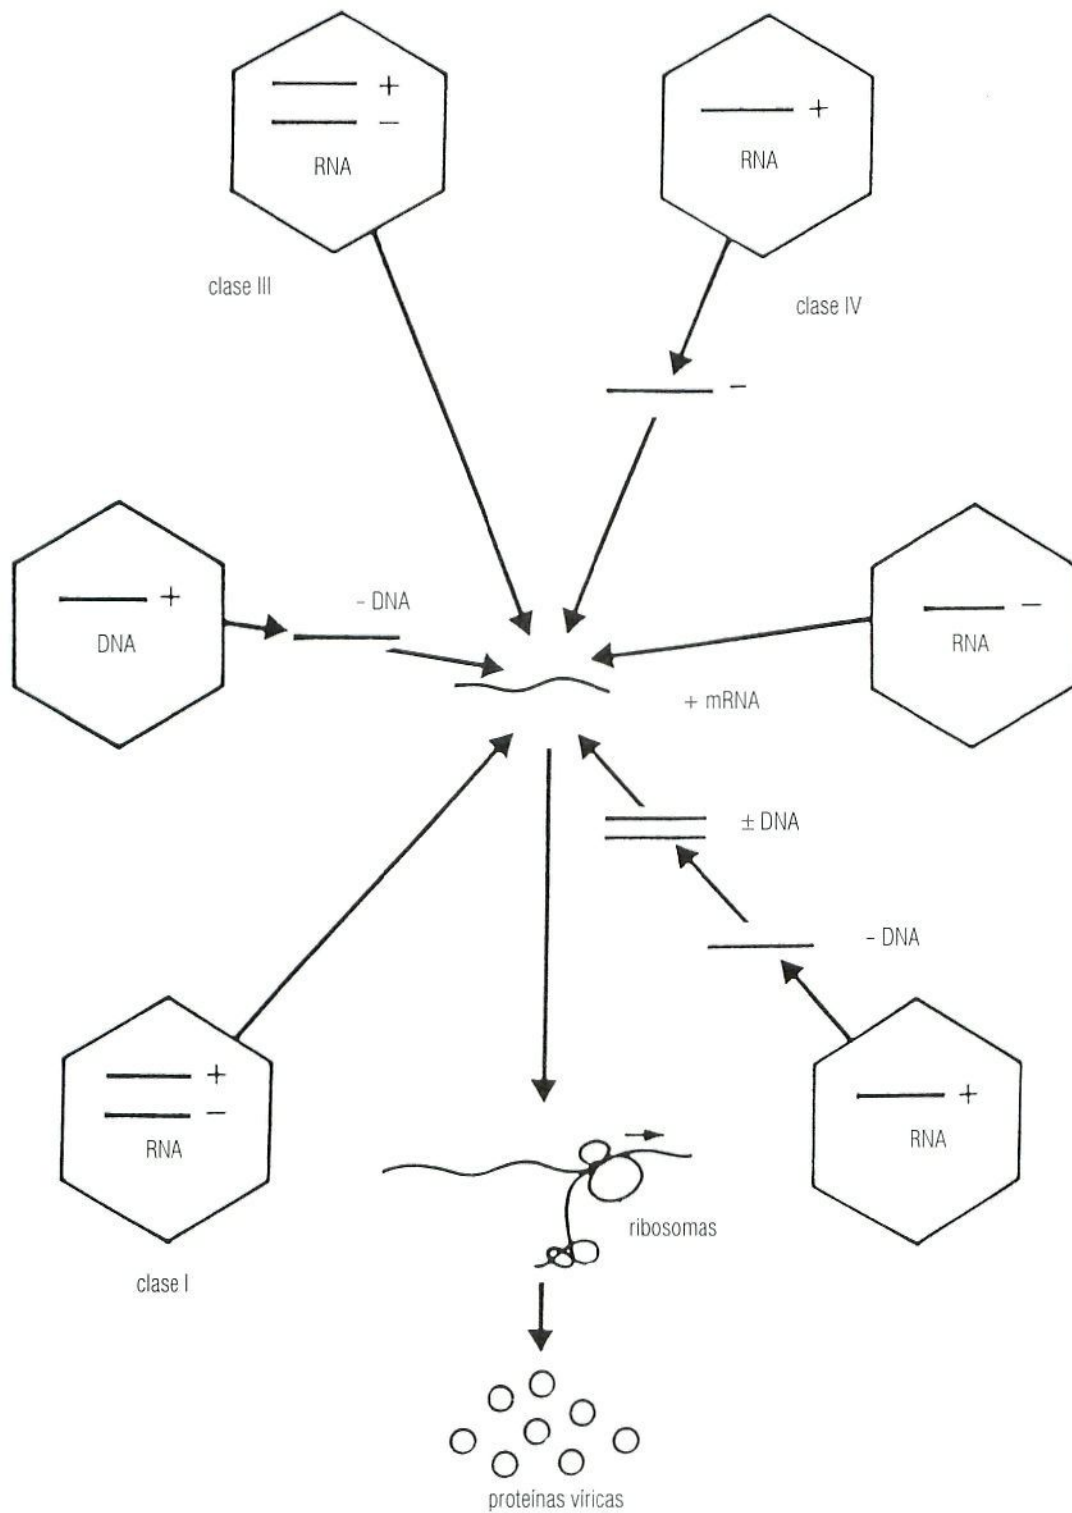 +
−
RNA
clase III
+
RNA
clase IV
−
+
DNA
− DNA
−
RNA
+ mRNA
± DNA
− DNA
+
−
RNA
clase I
+
RNA
ribosomas
proteínas víricas